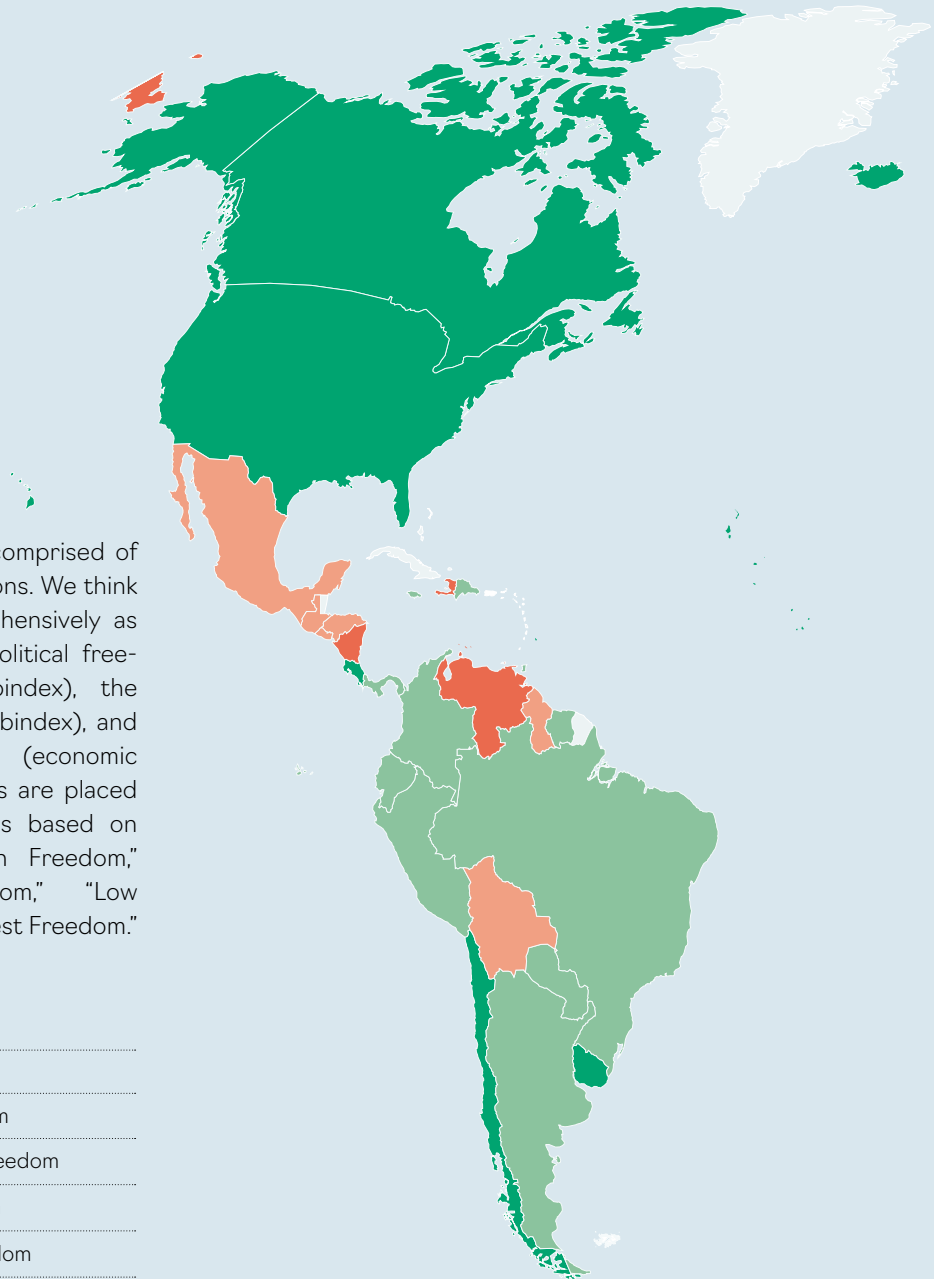 comprised of
ons. We think
hensively as
olitical free-
bindex), the
bindex), and
(economic
s are placed
s based on
n Freedom,”
om,” “Low
est Freedom.”
m
eedom
dom